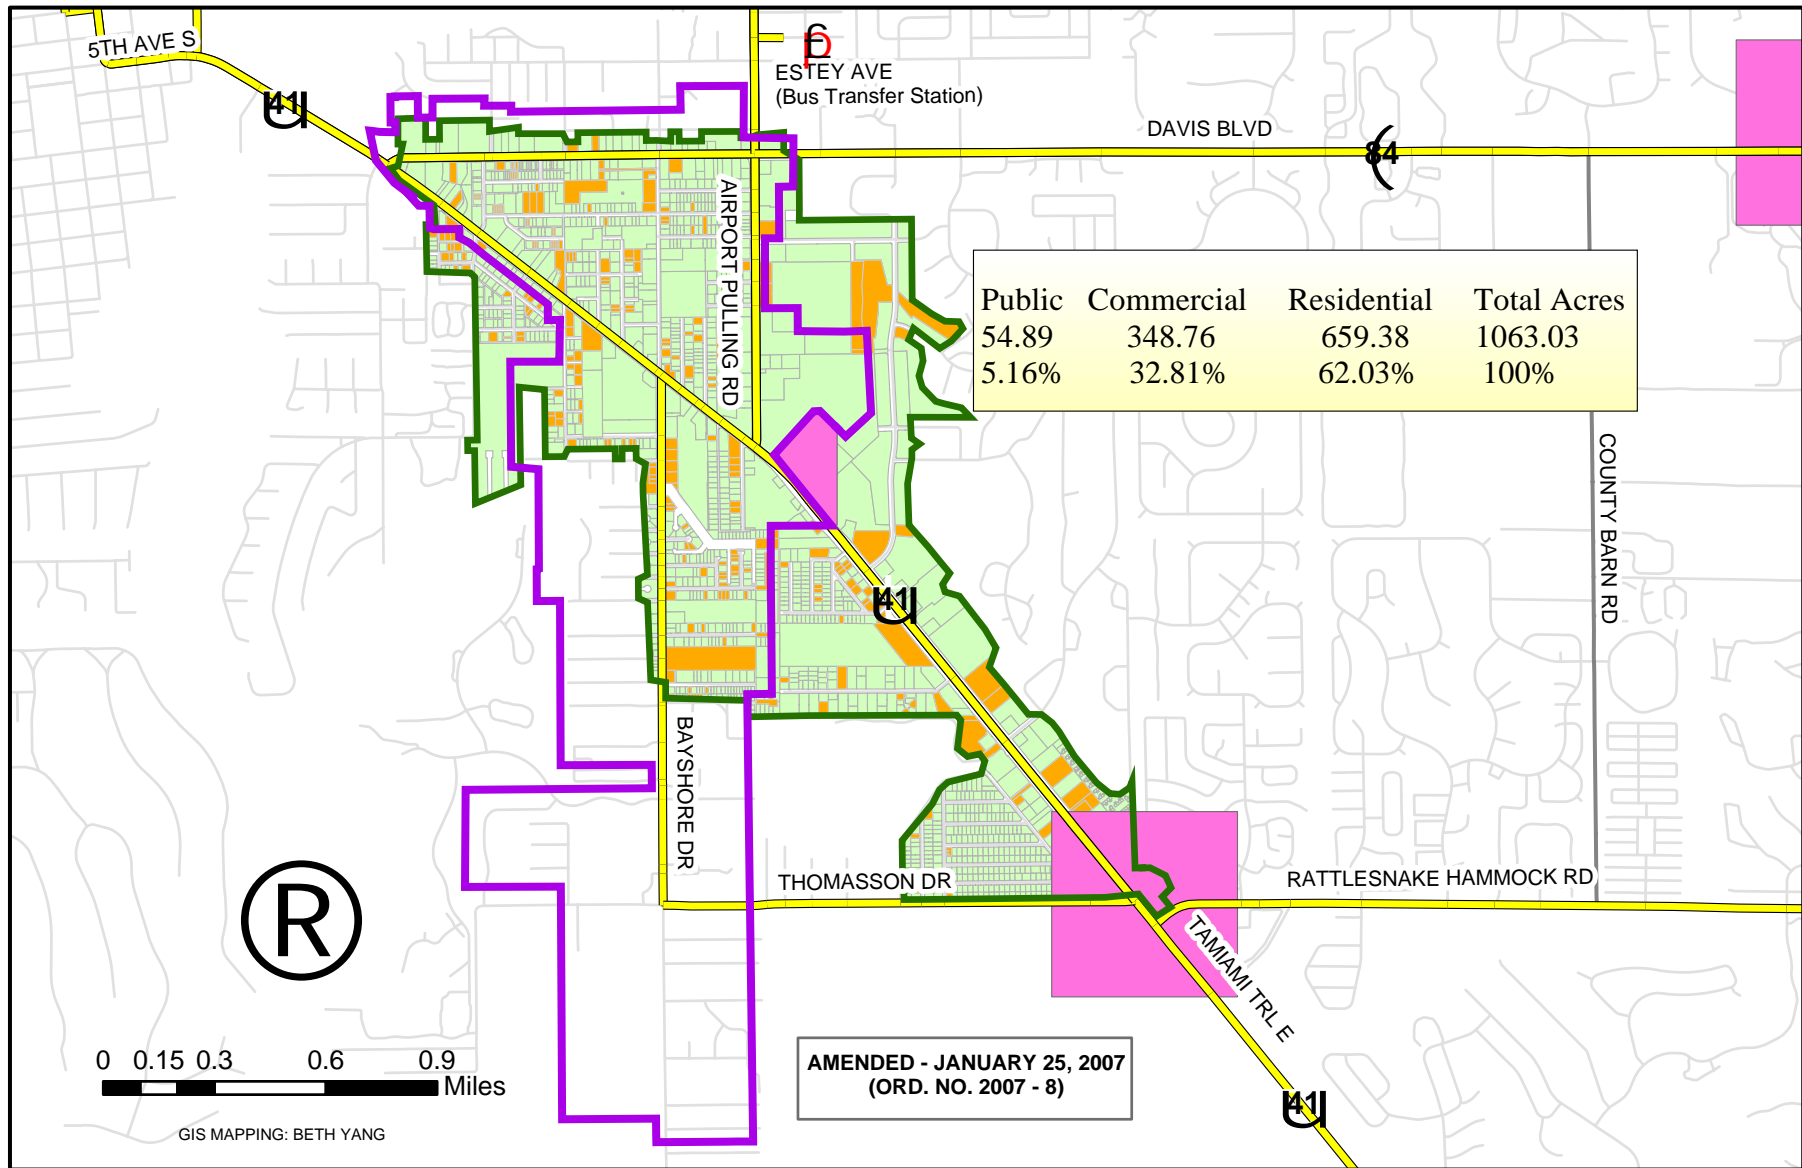 5TH AVE S
41
ESTEY AVE
(Bus Transfer Station)
DAVIS BLVD
84
AIRPORT PULLING RD
Public Commercial Residential Total Acres
54.89 348.76 659.38 1063.03
5.16% 32.81% 62.03% 100%
COUNTY BARN RD
41
BAYSHORE DR
THOMASSON DR
RATTLESNAKE HAMMOCK RD
TAMIAMI TRL E
R
0 0.15 0.3 0.6 0.9
Miles
AMENDED - JANUARY 25, 2007
(ORD. NO. 2007 - 8)
41
GIS MAPPING: BETH YANG